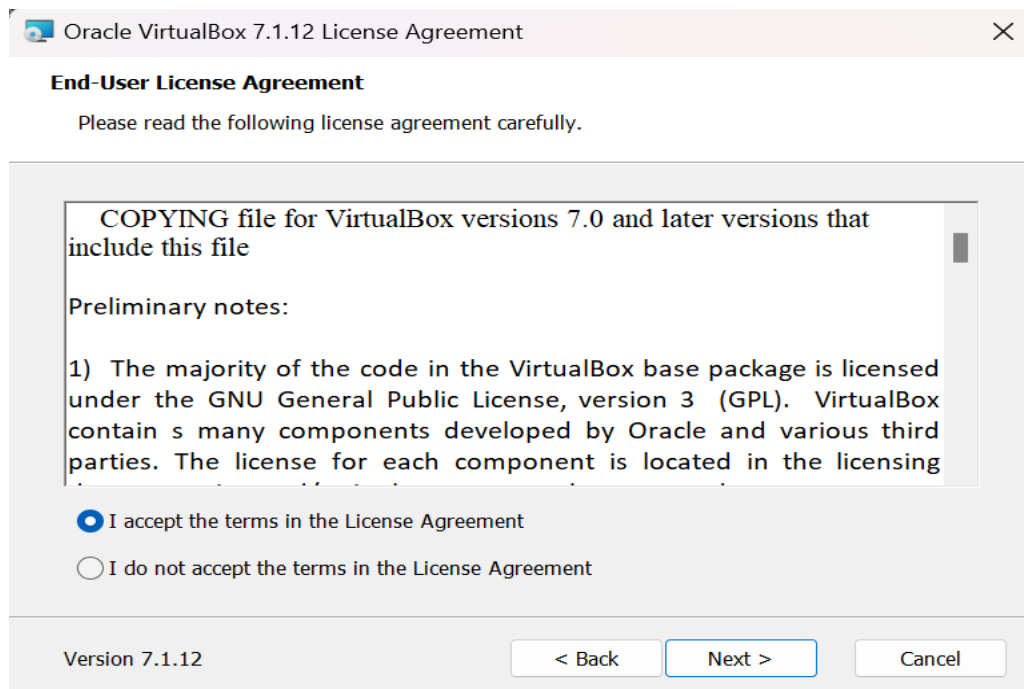 Oracle VirtualBox 7.1.12 License Agreement
End-User License Agreement
Please read the following license agreement carefully.
COPYING file for VirtualBox versions 7.0 and later versions that
include this file
Preliminary notes:
1) The majority of the code in the VirtualBox base package is licensed
under the GNU General Public License, version 3 (GPL). VirtualBox
contain s many components developed by Oracle and various third
parties. The license for each component is located in the licensing
I accept the terms in the License Agreement
I do not accept the terms in the License Agreement
Version 7.1.12
< Back
Next >
Cancel